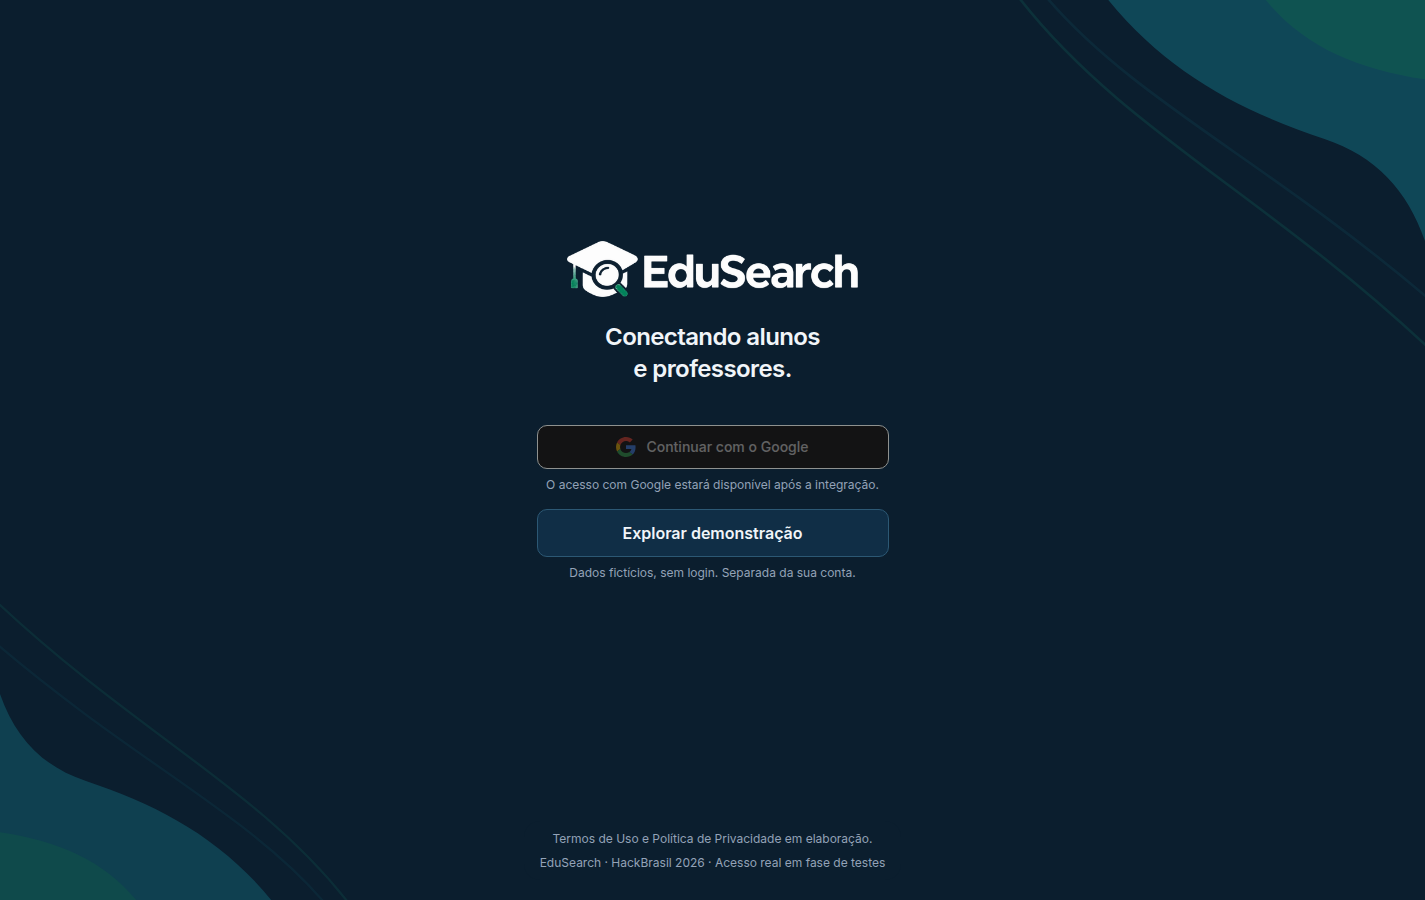 EduSearch
Conectando alunos
e professores.
Continuar com o Google
O acesso com Google estará disponível após a integração.
Explorar demonstração
Dados fictícios, sem login. Separada da sua conta.
Termos de Uso e Política de Privacidade em elaboração.
EduSearch · HackBrasil 2026 · Acesso real em fase de testes